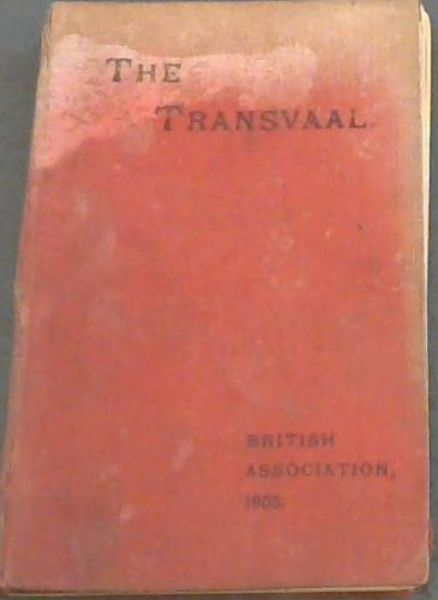 THE
TRANSVAAL.
BRITISH
ASSOCIATION,
1905.